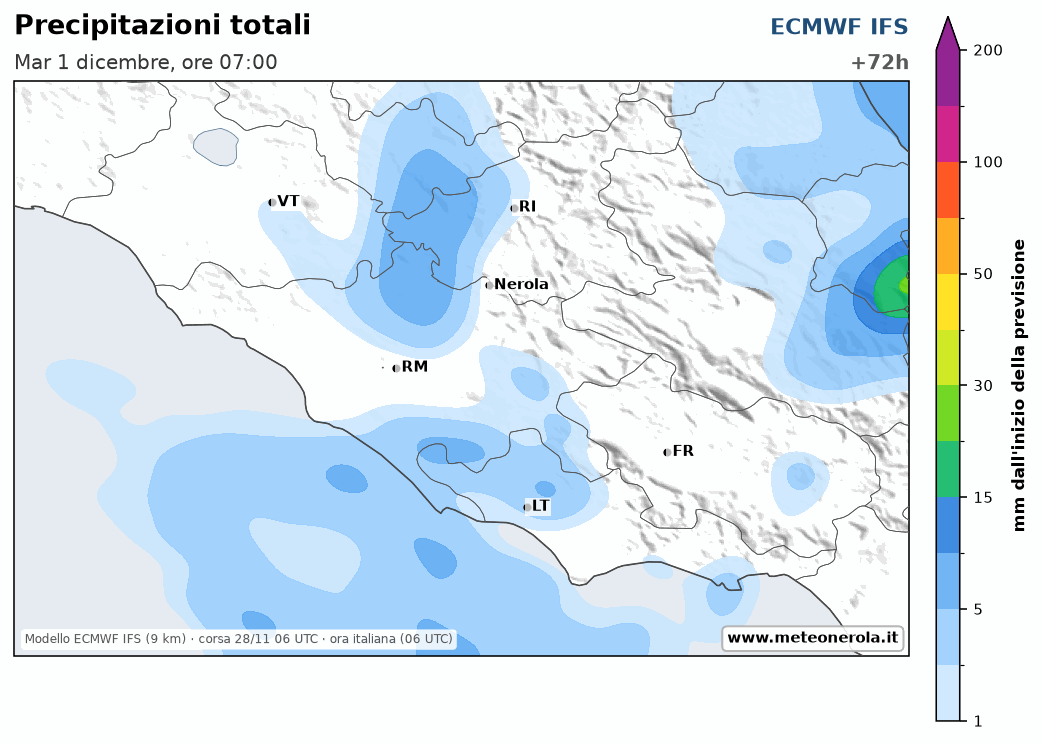 Precipitazioni totali
ECMWF IFS
Mar 1 dicembre, ore 07:00
+72h
VT
RI
Nerola
RM
FR
LT
Modello ECMWF IFS (9 km) · corsa 28/11 06 UTC · ora italiana (06 UTC)
www.meteonerola.it
200
100
50
30
15
5
1
mm dall'inizio della previsione